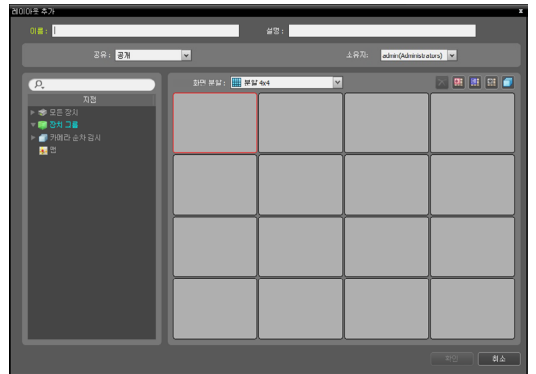 레이아웃 추가
이름: 설명:
공유: 공개 소유자: admin(Administrators)
화면 분할: 분할 4x4
지점
모든 장치
장치 그룹
카메라 순차 감시
맵
확인 취소